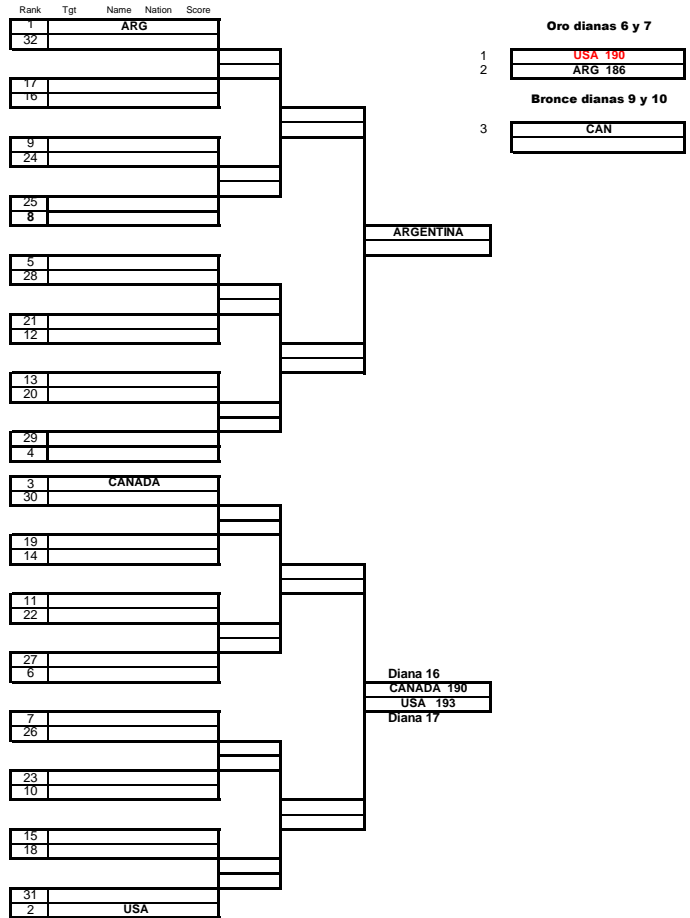 Rank Tgt Name Nation Score
1 ARG
32
17
16
9
24
25
8
5
28
21
12
13
20
29
4
3 CANADA
30
19
14
11
22
27
6
7
26
23
10
15
18
31
2 USA
ARGENTINA
Diana 16
CANADA 190
USA 193
Diana 17
Oro dianas 6 y 7
1 USA 190
2 ARG 186
Bronce dianas 9 y 10
3 CAN